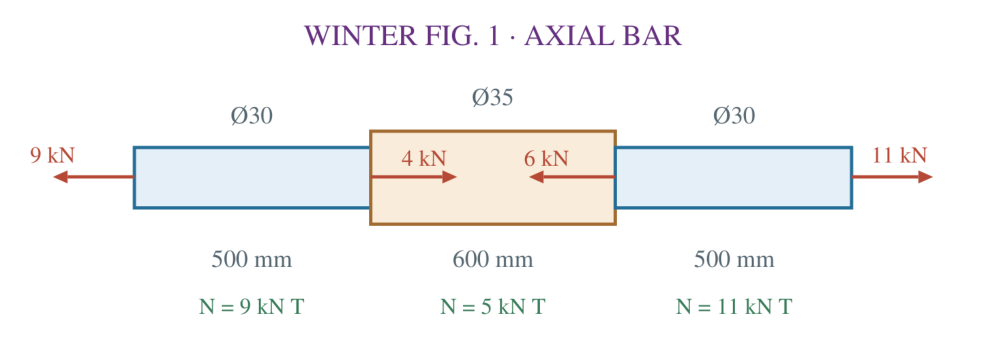 WINTER FIG. 1 · AXIAL BAR
Ø30 Ø35 Ø30
9 kN 4 kN 6 kN 11 kN
500 mm 600 mm 500 mm
N = 9 kN T N = 5 kN T N = 11 kN T